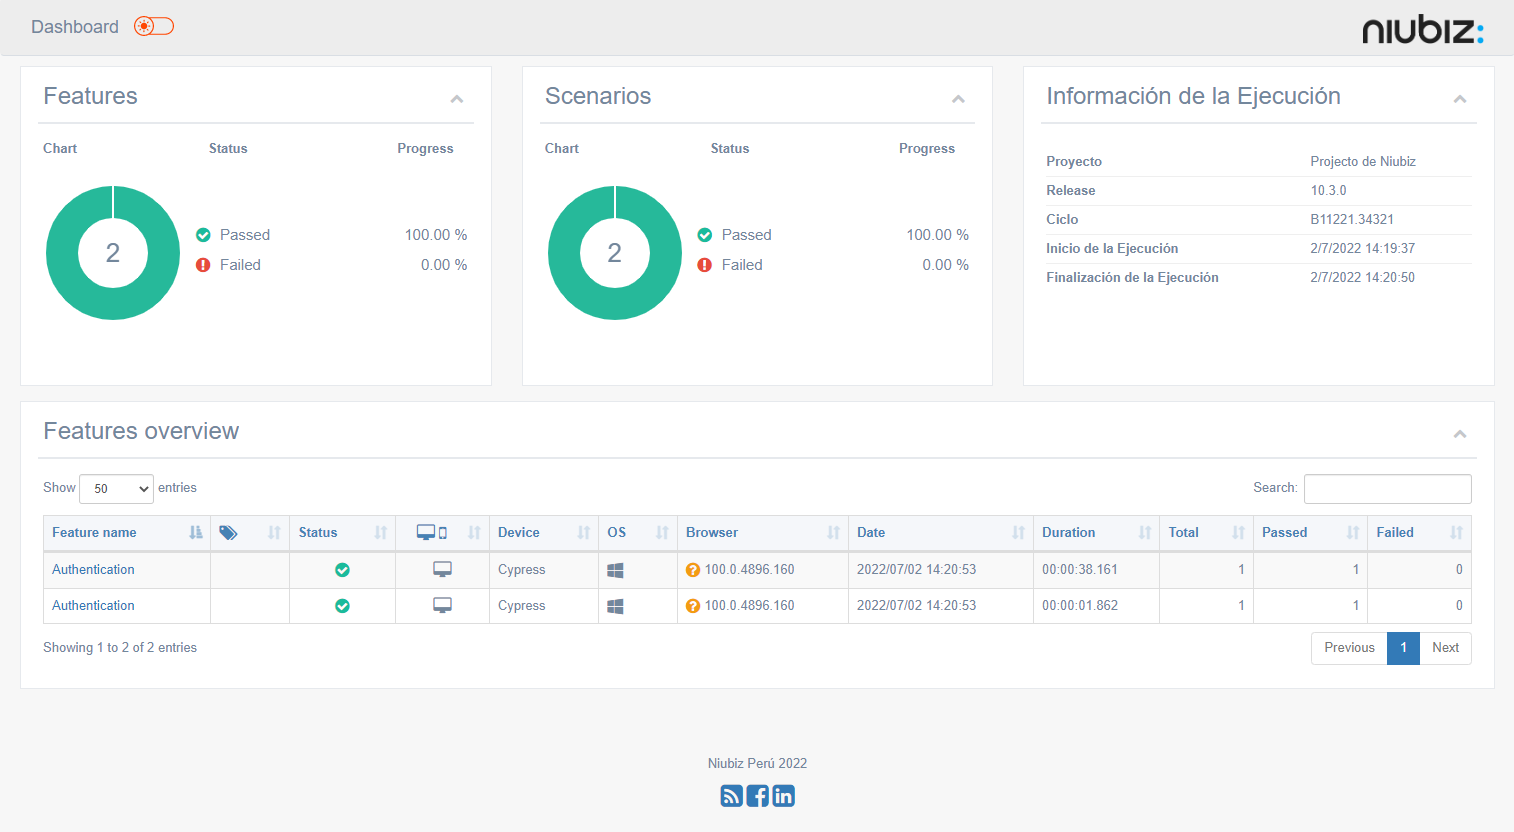 Dashboard
niubiz:
Features
Chart Status Progress
2
Passed 100.00 %
Failed 0.00 %
Scenarios
Chart Status Progress
2
Passed 100.00 %
Failed 0.00 %
Información de la Ejecución
Proyecto Projecto de Niubiz
Release 10.3.0
Ciclo B11221.34321
Inicio de la Ejecución 2/7/2022 14:19:37
Finalización de la Ejecución 2/7/2022 14:20:50
Features overview
Show 50 entries Search:
Feature name Status Device OS Browser Date Duration Total Passed Failed
Authentication Cypress 100.0.4896.160 2022/07/02 14:20:53 00:00:38.161 1 1 0
Authentication Cypress 100.0.4896.160 2022/07/02 14:20:53 00:00:01.862 1 1 0
Showing 1 to 2 of 2 entries Previous 1 Next
Niubiz Perú 2022